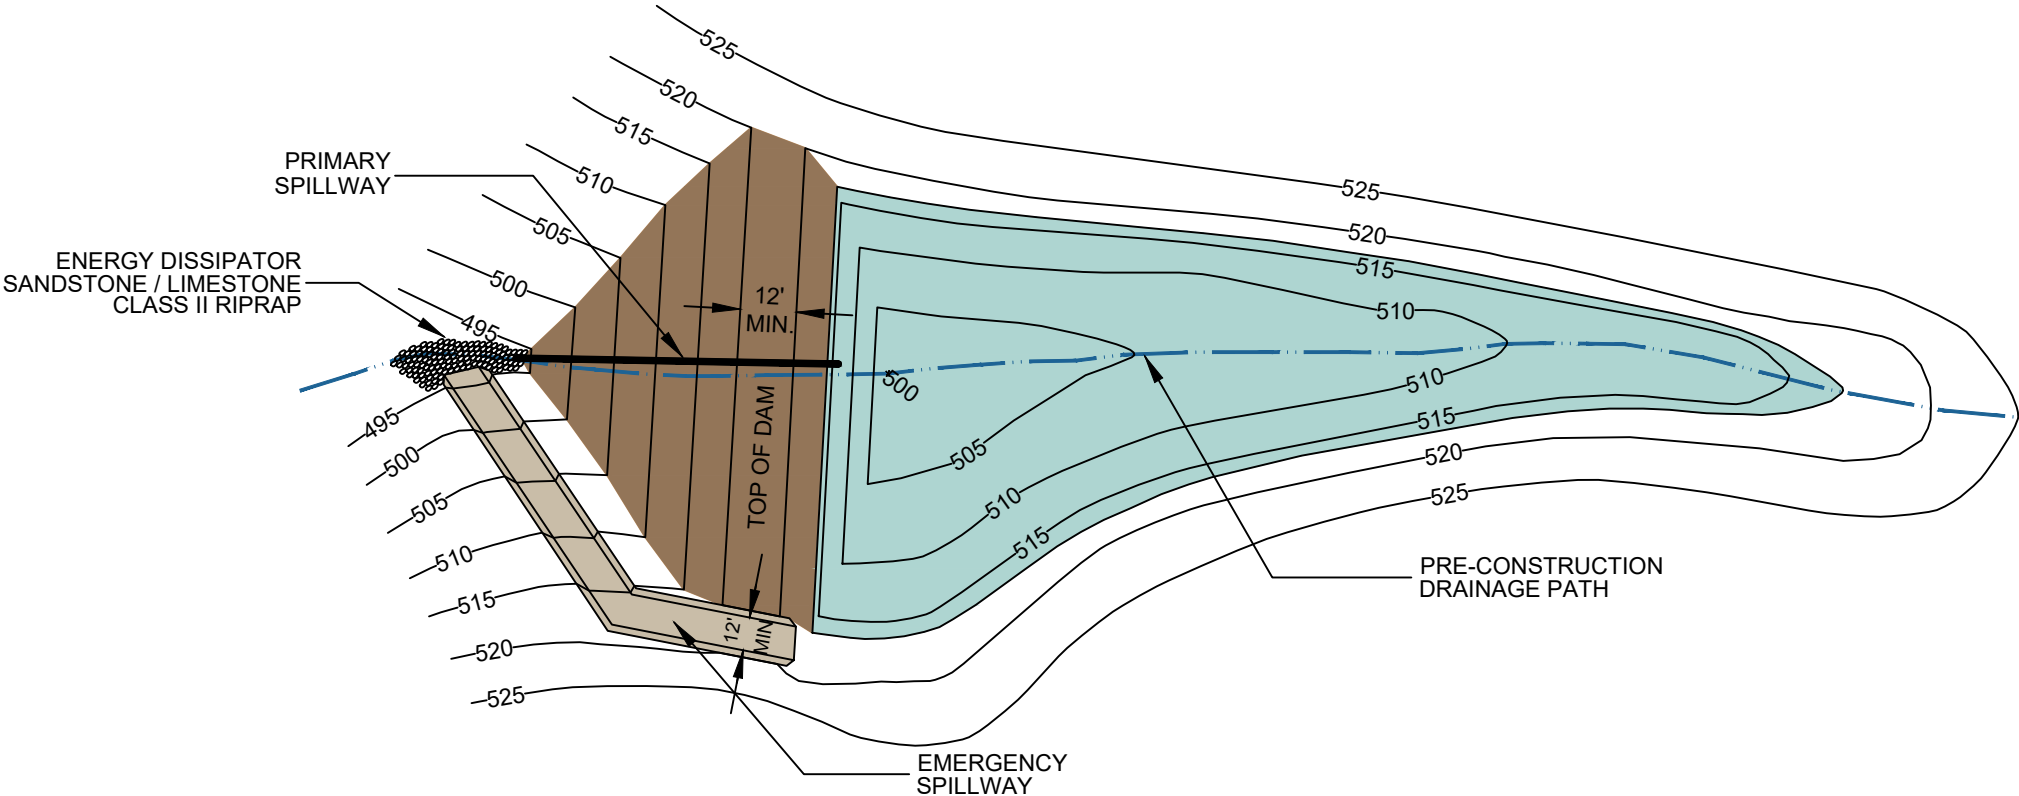 525
520
515
510
505
500
495
PRIMARY
SPILLWAY
ENERGY DISSIPATOR
SANDSTONE / LIMESTONE
CLASS II RIPRAP
12'
MIN.
TOP OF DAM
525
520
515
510
500
510
505
510
515
515
520
525
495
500
505
510
515
520
525
12'
MIN
PRE-CONSTRUCTION
DRAINAGE PATH
EMERGENCY
SPILLWAY